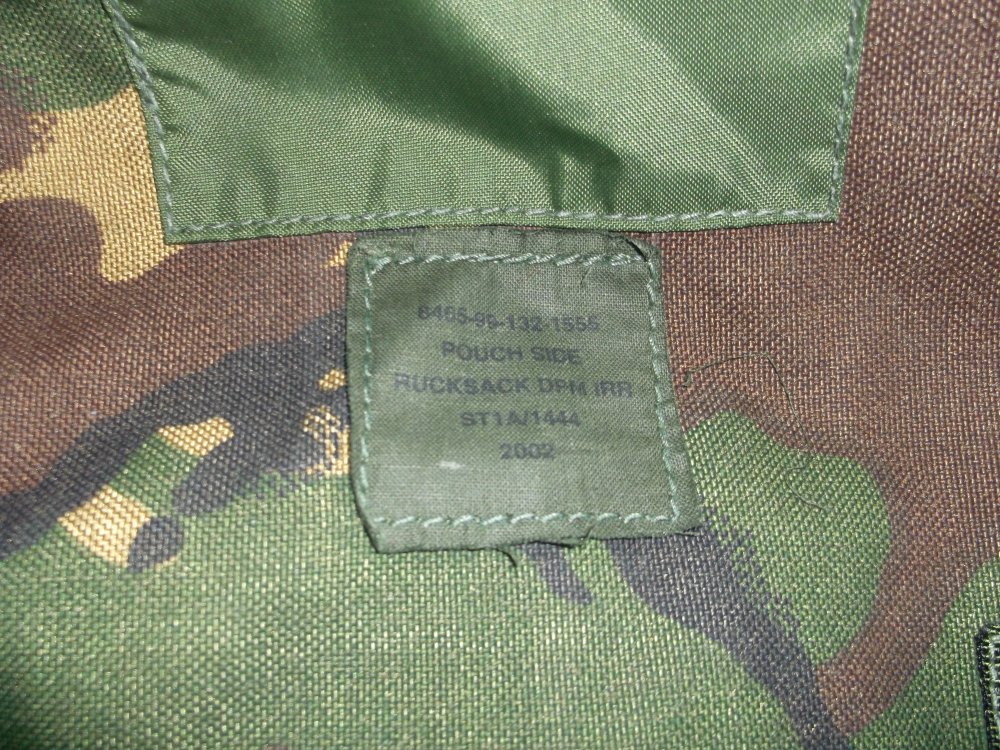 8465-99-132-1555
POUCH SIDE
RUCKSACK DPM IRR
ST1A/1444
2002